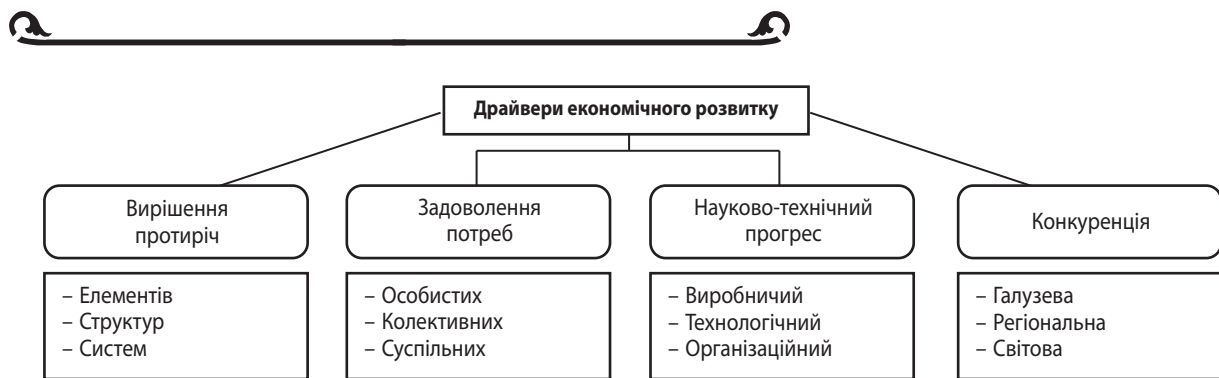 Драйвери економічного розвитку
Вирішення
протиріч
– Елементів
– Структур
– Систем
Задоволення
потреб
– Особистих
– Колективних
– Суспільних
Науково-технічний
прогрес
– Виробничий
– Технологічний
– Організаційний
Конкуренція
– Галузева
– Регіональна
– Світова